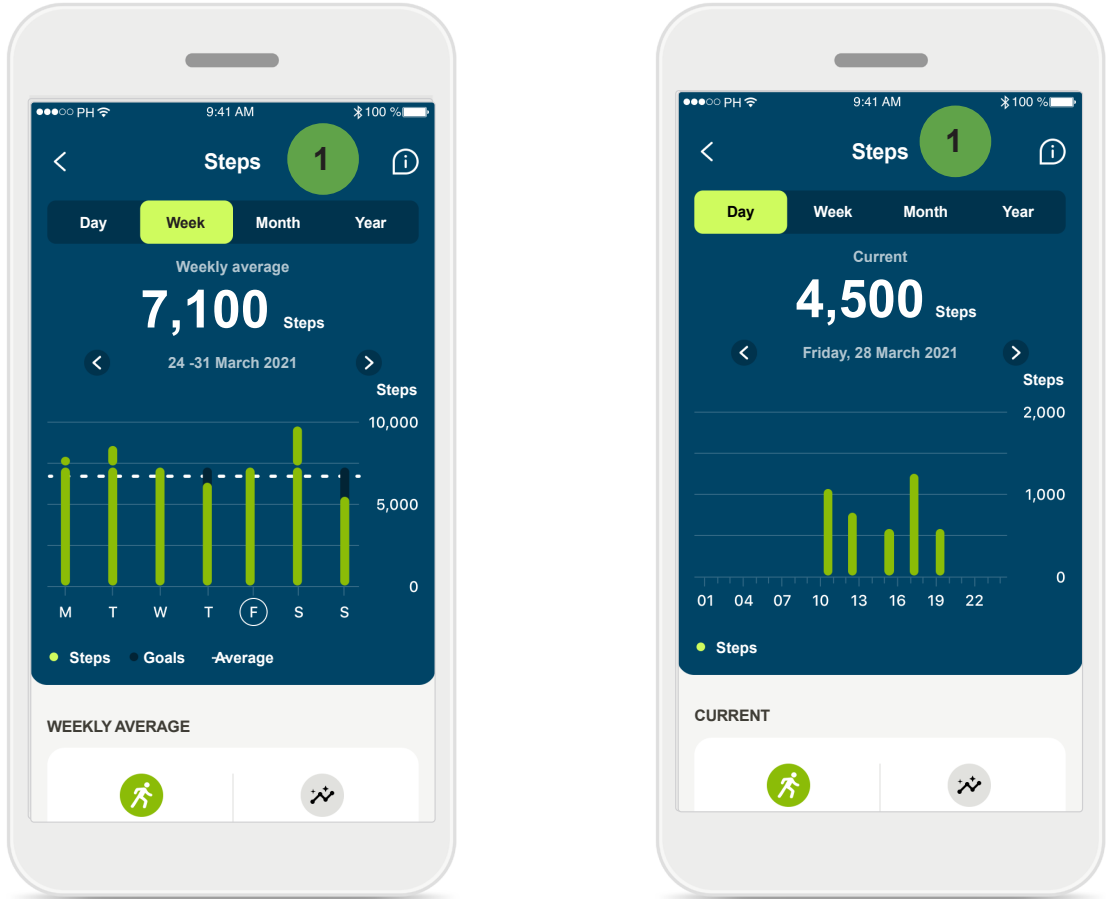 PH 9:41 AM 100 %
Steps 1
Day Week Month Year
Weekly average
7,100 Steps
24 -31 March 2021
Steps
10,000
5,000
0
M T W T F S S
Steps Goals Average
WEEKLY AVERAGE
PH 9:41 AM 100 %
Steps 1
Day Week Month Year
Current
4,500 Steps
Friday, 28 March 2021
Steps
2,000
1,000
0
01 04 07 10 13 16 19 22
Steps
CURRENT